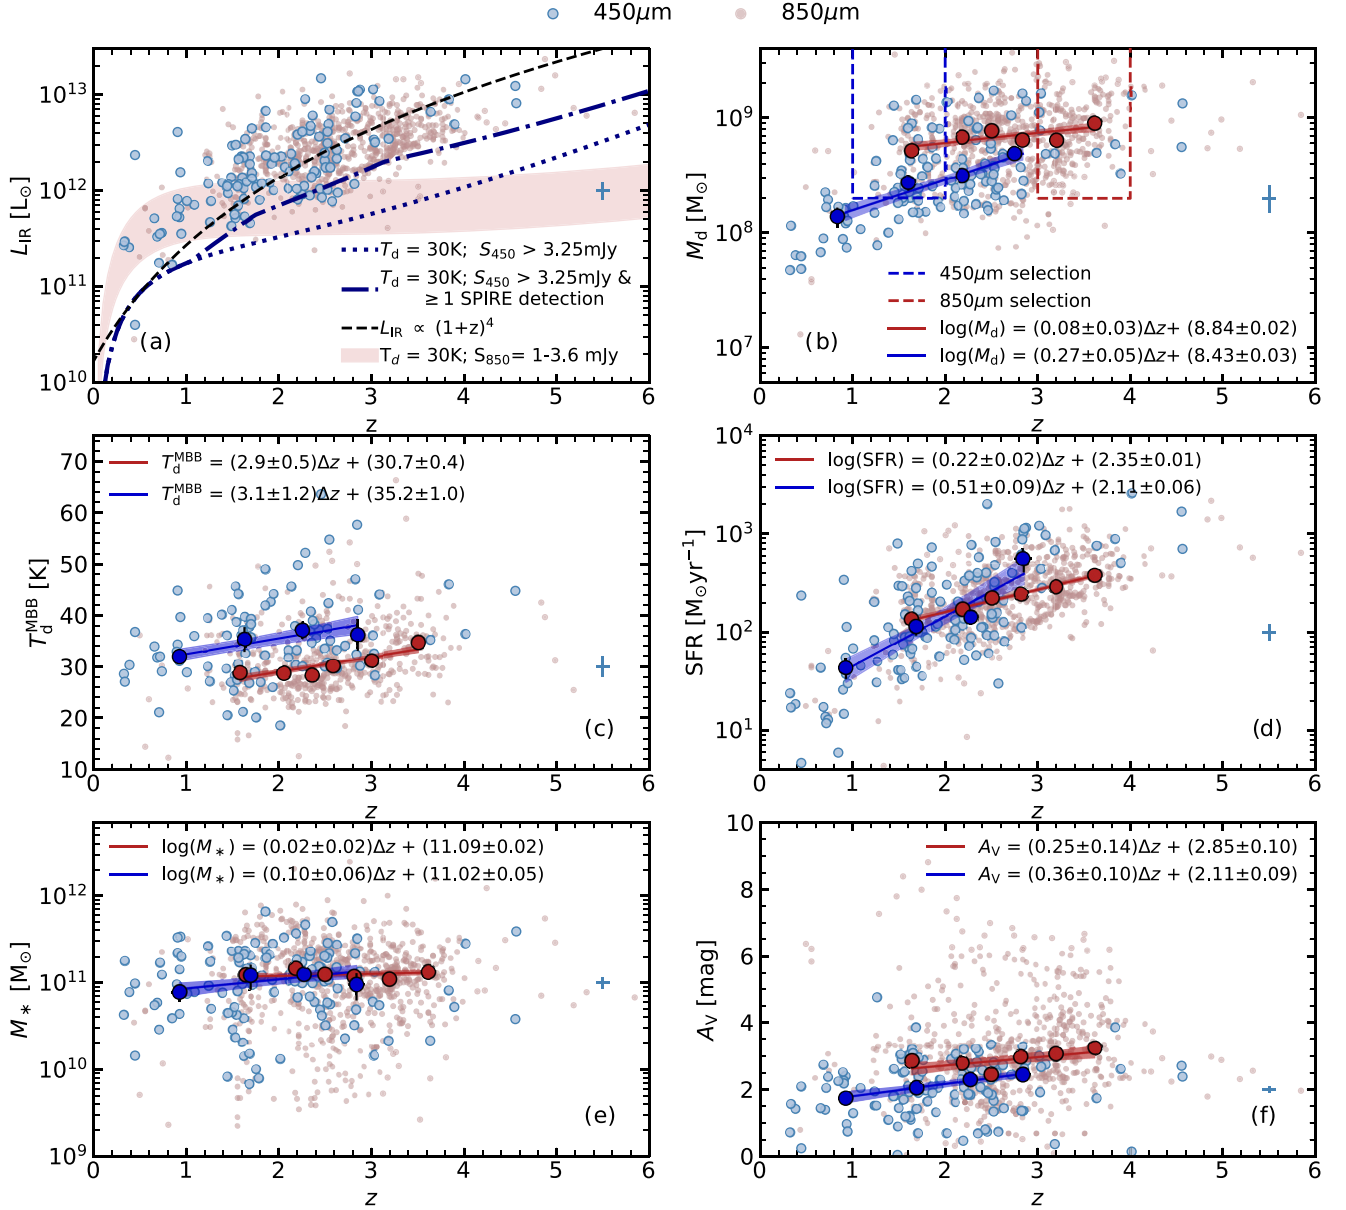 450μm 850μm
10^13
10^12
10^11
10^10
L_IR [L_⊙]
T_d = 30K; S_450 > 3.25mJy
T_d = 30K; S_450 > 3.25mJy &
≥ 1 SPIRE detection
L_IR ∝ (1+z)^4
T_d = 30K; S_850= 1-3.6 mJy
(a)
0 1 2 3 4 5 6
z
10^9
10^8
10^7
M_d [M_⊙]
450μm selection
850μm selection
log(M_d) = (0.08±0.03)Δz+ (8.84±0.02)
log(M_d) = (0.27±0.05)Δz+ (8.43±0.03)
(b)
0 1 2 3 4 5 6
z
70
60
50
40
30
20
10
T_d^MBB [K]
T_d^MBB = (2.9±0.5)Δz + (30.7±0.4)
T_d^MBB = (3.1±1.2)Δz + (35.2±1.0)
(c)
0 1 2 3 4 5 6
z
10^4
10^3
10^2
10^1
SFR [M_⊙yr^−1]
log(SFR) = (0.22±0.02)Δz + (2.35±0.01)
log(SFR) = (0.51±0.09)Δz + (2.11±0.06)
(d)
0 1 2 3 4 5 6
z
10^12
10^11
10^10
10^9
M_* [M_⊙]
log(M_*) = (0.02±0.02)Δz + (11.09±0.02)
log(M_*) = (0.10±0.06)Δz + (11.02±0.05)
(e)
0 1 2 3 4 5 6
z
10
8
6
4
2
0
A_V [mag]
A_V = (0.25±0.14)Δz + (2.85±0.10)
A_V = (0.36±0.10)Δz + (2.11±0.09)
(f)
0 1 2 3 4 5 6
z